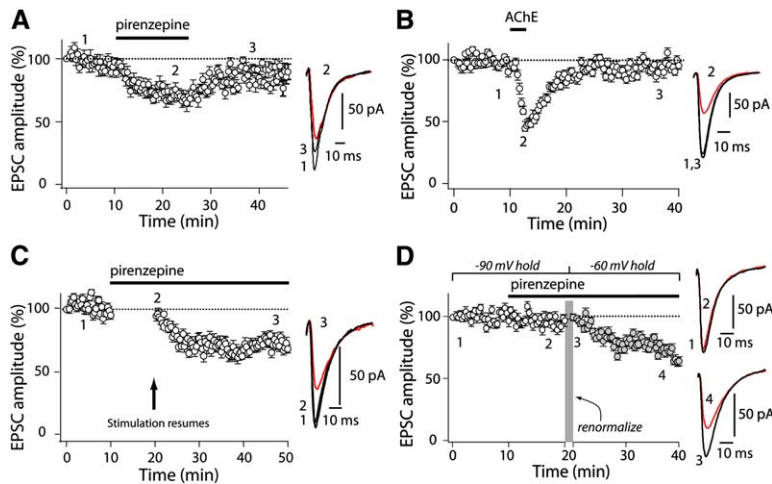 A
pirenzepine
1
2
3
100
50
0
EPSC amplitude (%)
0 10 20 30 40
Time (min)
2
3
1
50 pA
10 ms
B
AChE
1
2
3
100
50
0
EPSC amplitude (%)
0 10 20 30 40
Time (min)
2
1,3
50 pA
10 ms
C
pirenzepine
1
2
3
100
50
0
EPSC amplitude (%)
Stimulation resumes
0 10 20 30 40 50
Time (min)
3
2
1
50 pA
10 ms
D
-90 mV hold -60 mV hold
pirenzepine
1
2
3
4
100
50
0
EPSC amplitude (%)
renormalize
0 10 20 30 40
Time (min)
2
1
50 pA
10 ms
4
3
50 pA
10 ms